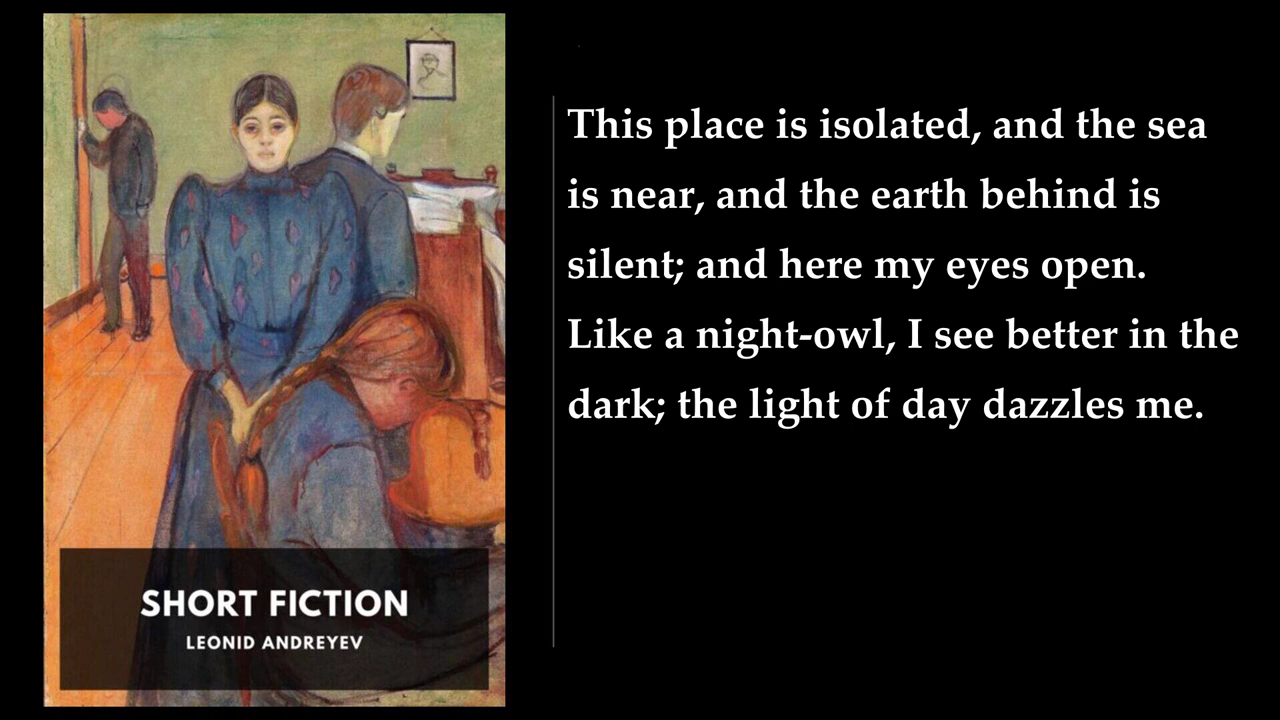 This place is isolated, and the sea
is near, and the earth behind is
silent; and here my eyes open.
Like a night-owl, I see better in the
dark; the light of day dazzles me.
SHORT FICTION
LEONID ANDREYEV